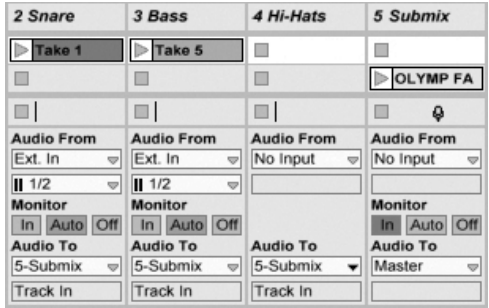 2 Snare 3 Bass 4 Hi-Hats 5 Submix
Take 1 Take 5
OLYMP FA
Audio From Audio From Audio From Audio From
Ext. In Ext. In No Input No Input
1/2 1/2
Monitor Monitor Monitor
In Auto Off In Auto Off In Auto Off
Audio To Audio To Audio To Audio To
5-Submix 5-Submix 5-Submix Master
Track In Track In Track In